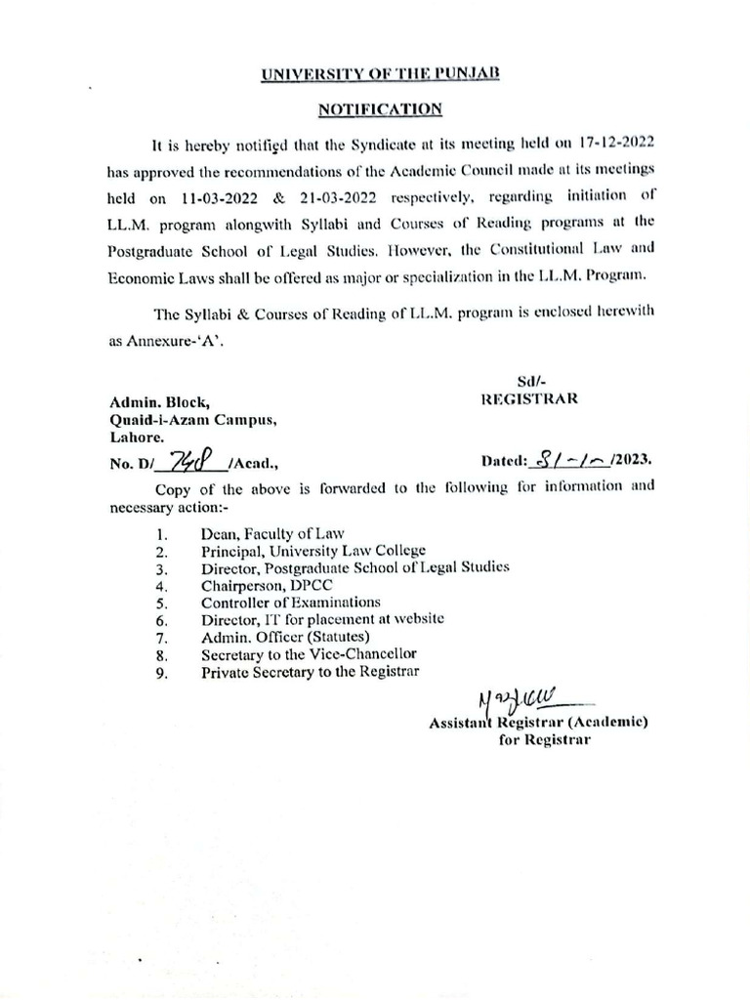 UNIVERSITY OF THE PUNJAB
NOTIFICATION
It is hereby notified that the Syndicate at its meeting held on 17-12-2022
has approved the recommendations of the Academic Council made at its meetings
held on 11-03-2022 & 21-03-2022 respectively, regarding initiation of
LL.M. program alongwith Syllabi and Courses of Reading programs at the
Postgraduate School of Legal Studies. However, the Constitutional Law and
Economic Laws shall be offered as major or specialization in the LL.M. Program.
The Syllabi & Courses of Reading of LL.M. program is enclosed herewith
as Annexure-‘A’.
Sd/-
REGISTRAR
Admin. Block,
Quaid-i-Azam Campus,
Lahore.
No. D/ 748 /Acad., Dated: 31-1- /2023.
Copy of the above is forwarded to the following for information and
necessary action:-
1. Dean, Faculty of Law
2. Principal, University Law College
3. Director, Postgraduate School of Legal Studies
4. Chairperson, DPCC
5. Controller of Examinations
6. Director, IT for placement at website
7. Admin. Officer (Statutes)
8. Secretary to the Vice-Chancellor
9. Private Secretary to the Registrar
Assistant Registrar (Academic)
for Registrar